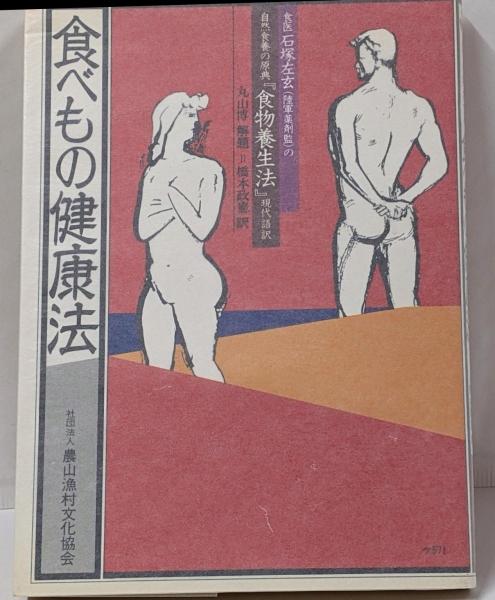 食医石塚左玄(陸軍薬剤監)の
自然食養の原典『食物養生法』現代語訳
丸山博 解題=橋本政憲 訳
食べもの健康法
社団法人 農山漁村文化協会